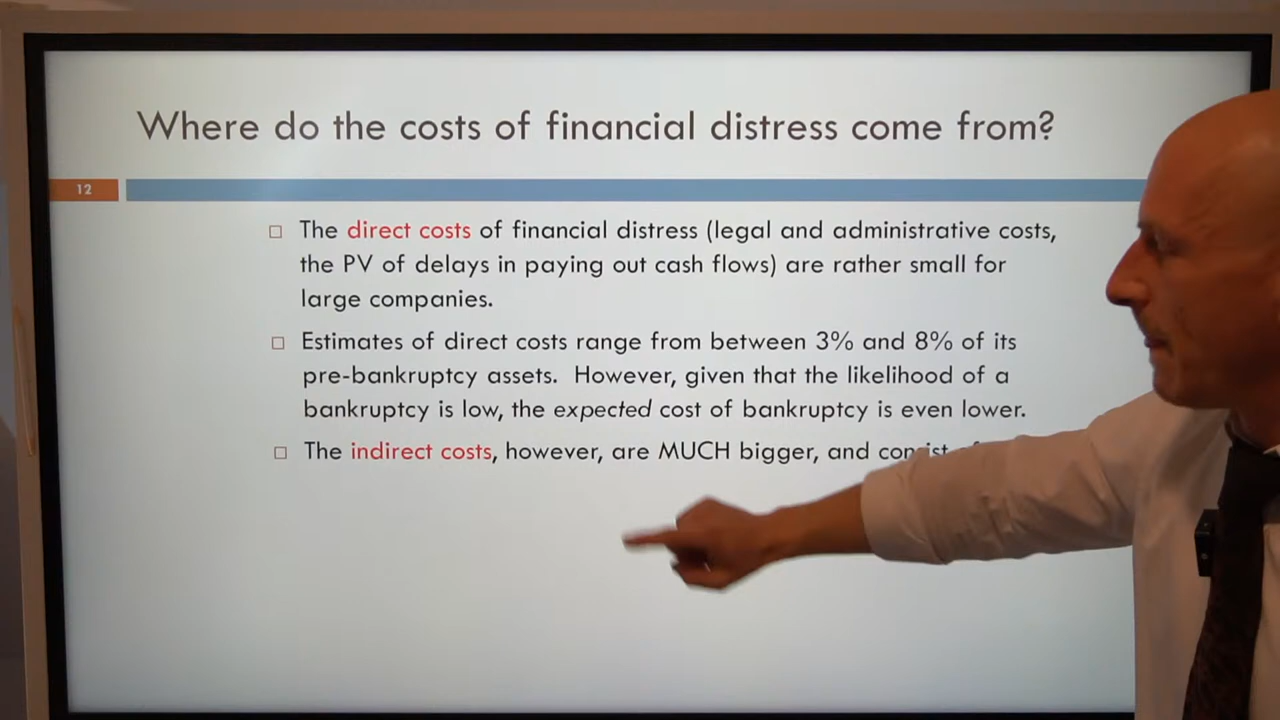 Where do the costs of financial distress come from?
12
The direct costs of financial distress (legal and administrative costs,
the PV of delays in paying out cash flows) are rather small for
large companies.
Estimates of direct costs range from between 3% and 8% of its
pre-bankruptcy assets. However, given that the likelihood of a
bankruptcy is low, the expected cost of bankruptcy is even lower.
The indirect costs, however, are MUCH bigger, and consist